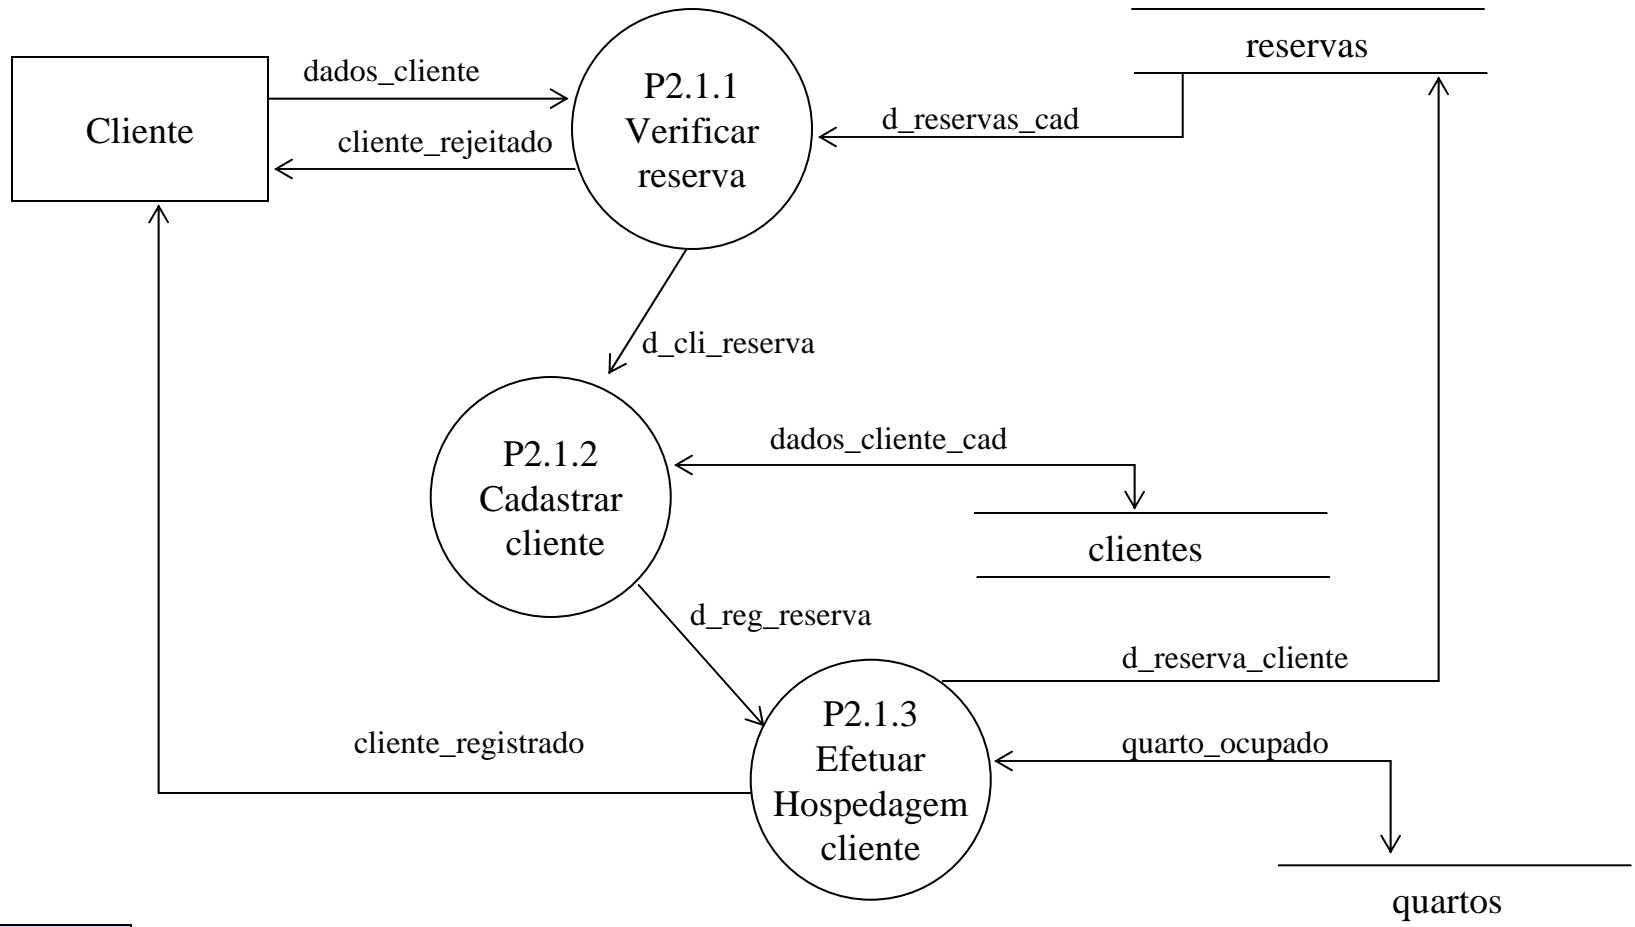 reservas
dados_cliente
P2.1.1
Verificar
reserva
Cliente
cliente_rejeitado
d_reservas_cad
d_cli_reserva
P2.1.2
Cadastrar
cliente
dados_cliente_cad
clientes
d_reg_reserva
d_reserva_cliente
P2.1.3
Efetuar
Hospedagem
cliente
cliente_registrado
quarto_ocupado
quartos